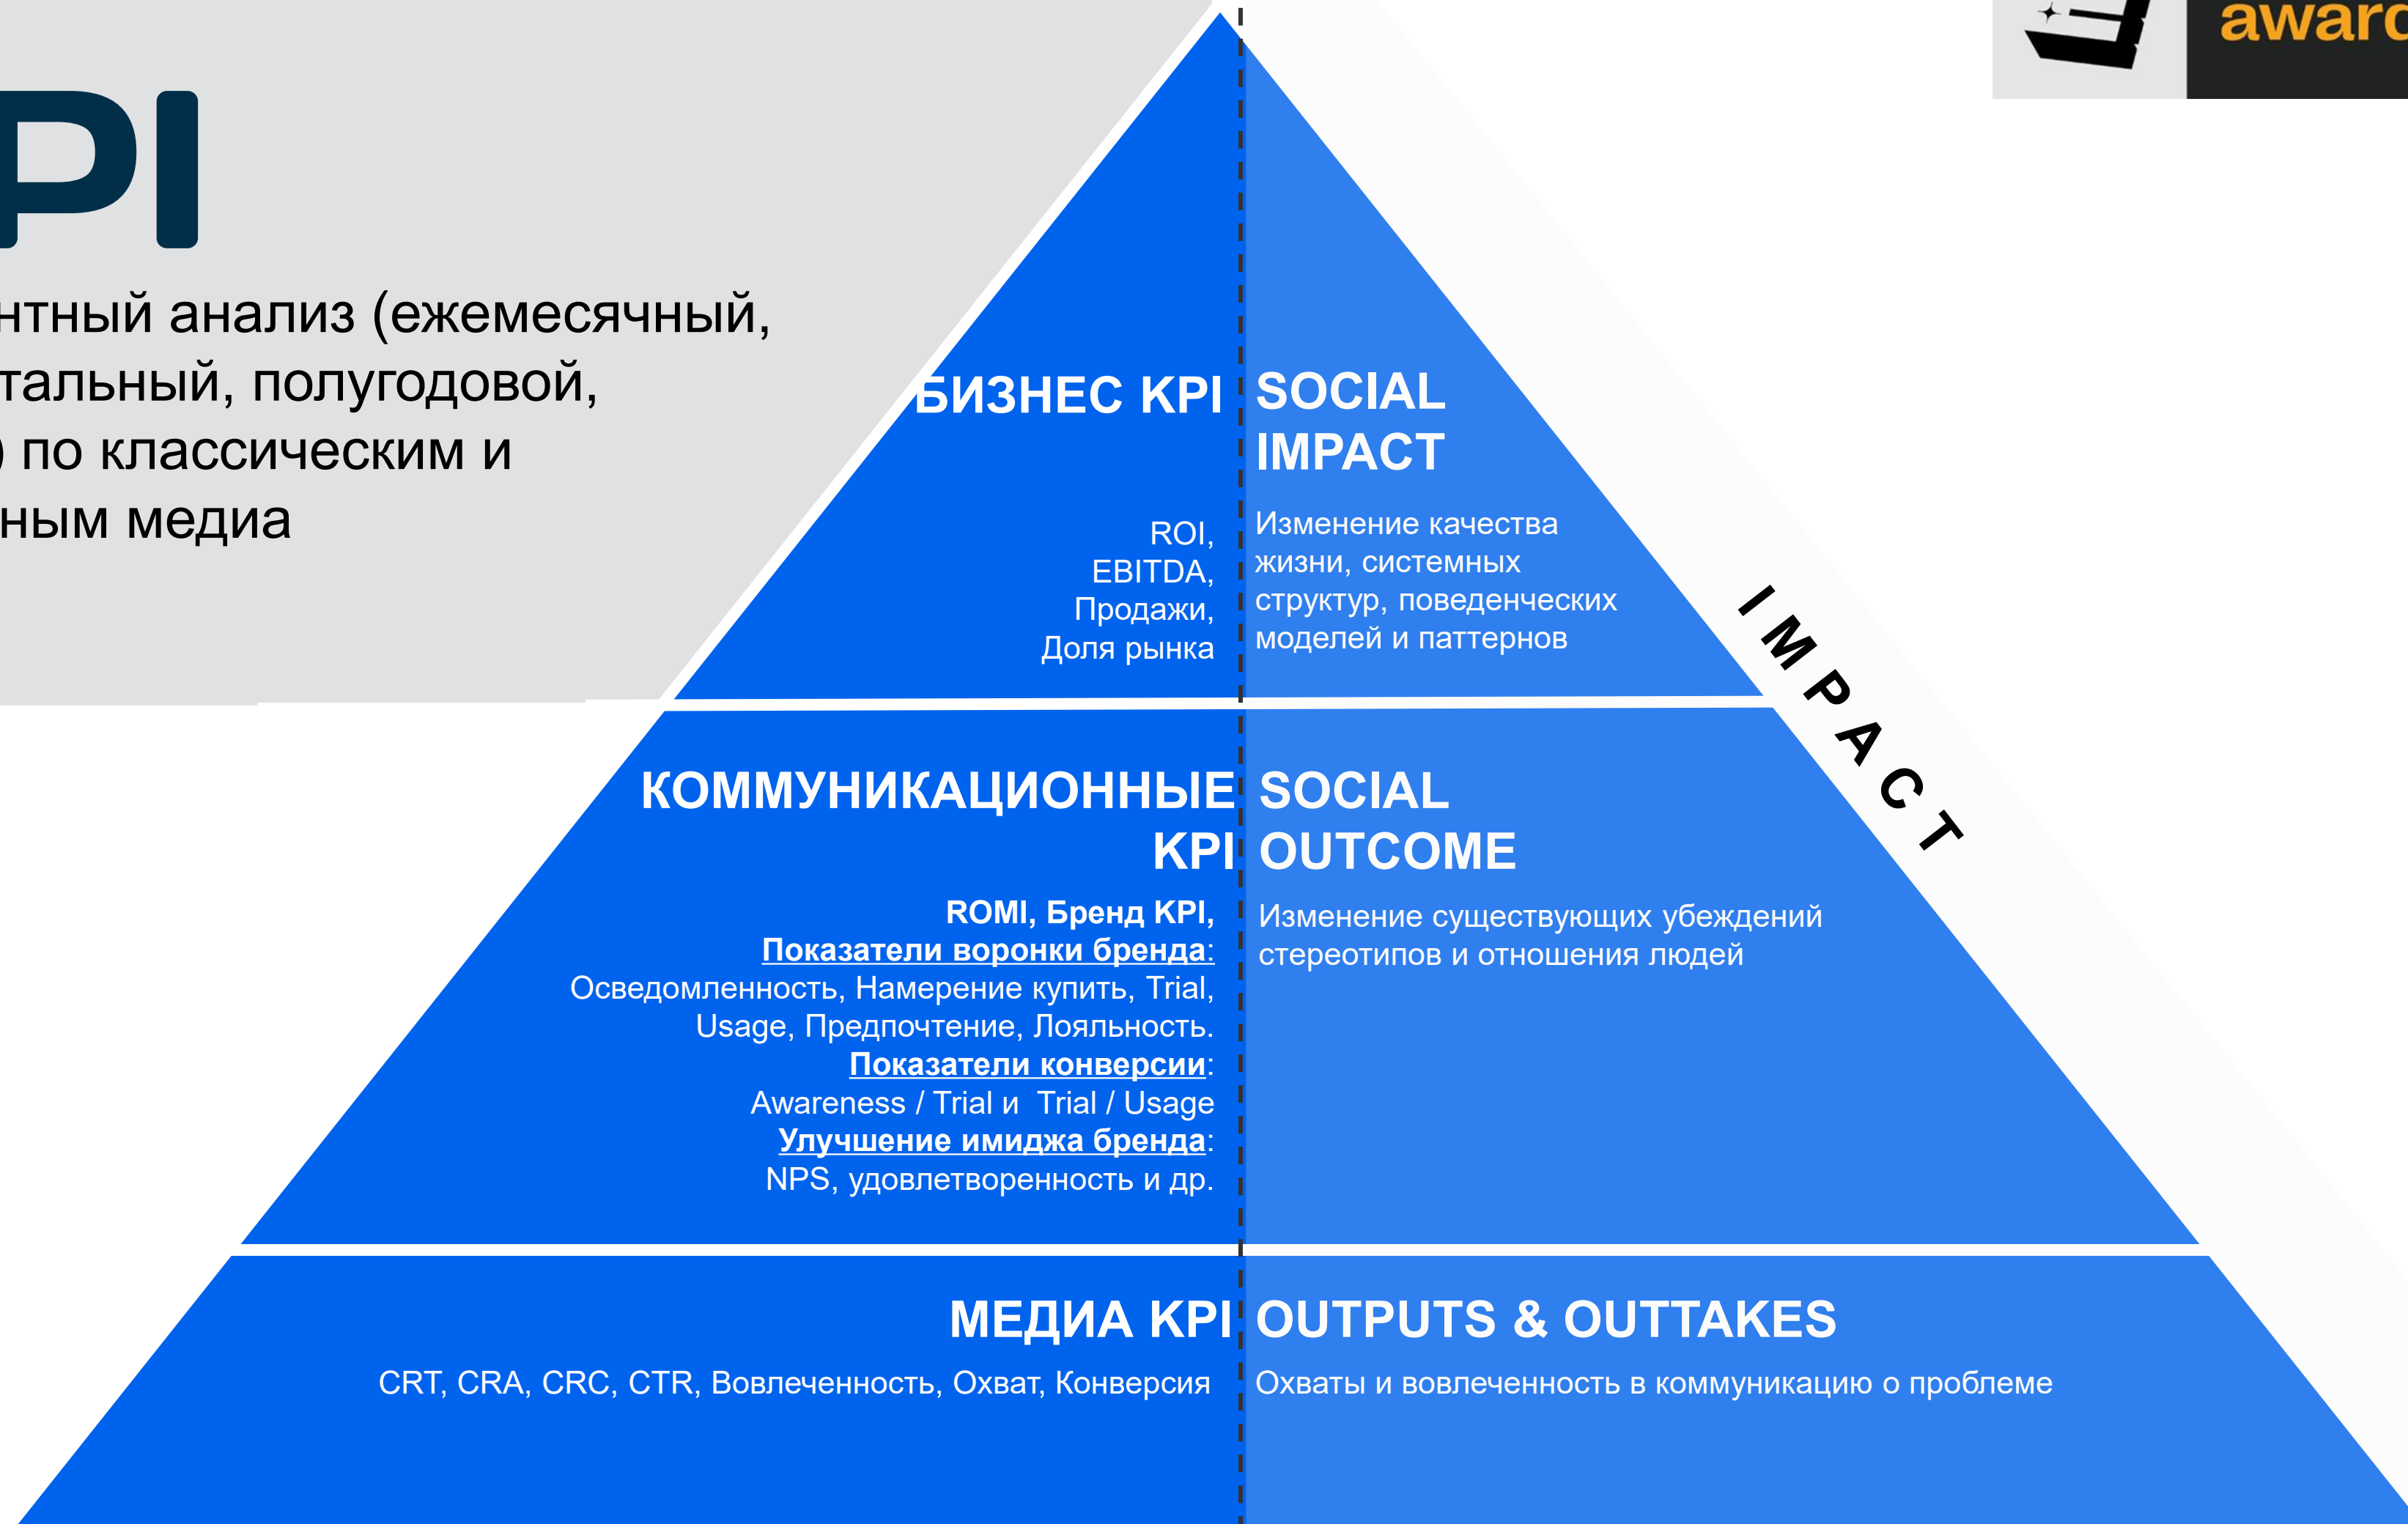 award
PI
нтный анализ (ежемесячный,
тальный, полугодовой,
) по классическим и
ным медиа
БИЗНЕС KPI
ROI,
EBITDA,
Продажи,
Доля рынка
SOCIAL
IMPACT
Изменение качества
жизни, системных
структур, поведенческих
моделей и паттернов
IMPACT
КОММУНИКАЦИОННЫЕ
KPI
ROMI, Бренд KPI,
Показатели воронки бренда:
Осведомленность, Намерение купить, Trial,
Usage, Предпочтение, Лояльность.
Показатели конверсии:
Awareness / Trial и Trial / Usage
Улучшение имиджа бренда:
NPS, удовлетворенность и др.
SOCIAL
OUTCOME
Изменение существующих убеждений
стереотипов и отношения людей
МЕДИА KPI
CRT, CRA, CRC, CTR, Вовлеченность, Охват, Конверсия
OUTPUTS & OUTTAKES
Охваты и вовлеченность в коммуникацию о проблеме